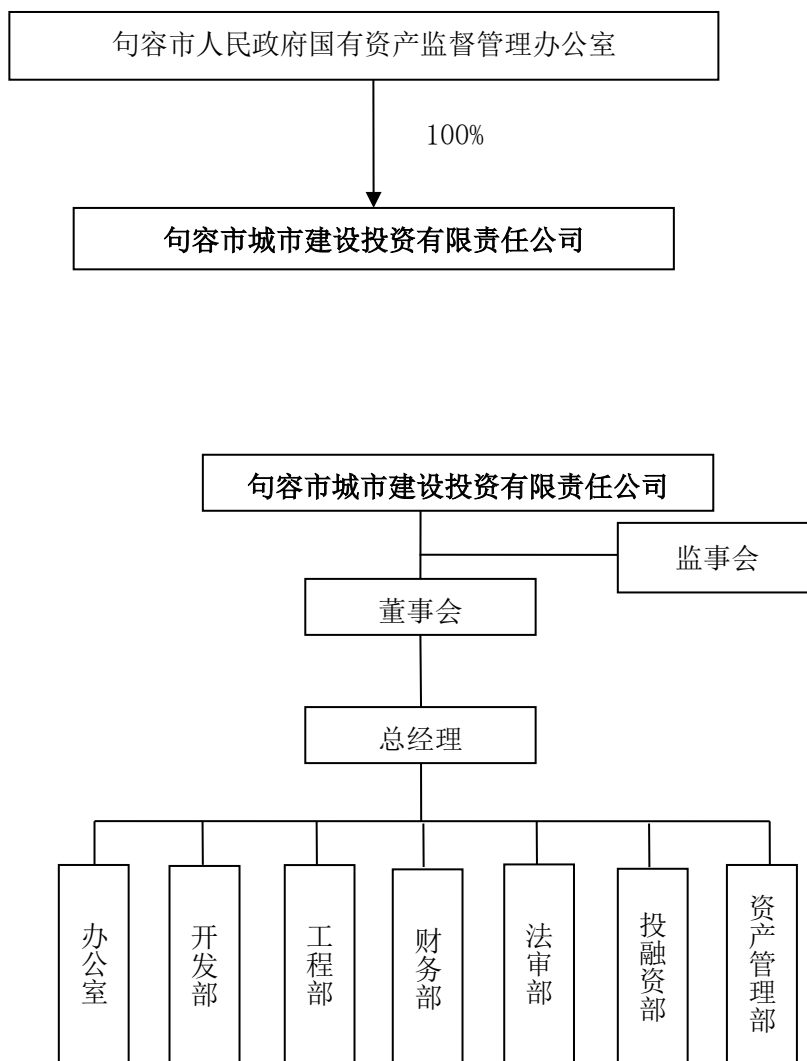 句容市人民政府国有资产监督管理办公室
100%
句容市城市建设投资有限责任公司
句容市城市建设投资有限责任公司
监事会
董事会
总经理
办公室
开发部
工程部
财务部
法审部
投融资部
资产管理部